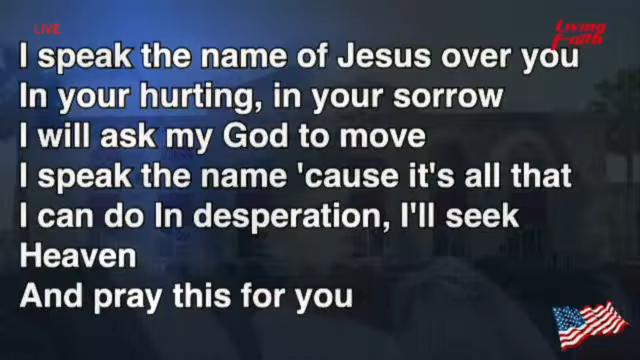 LIVE
Living
Faith
I speak the name of Jesus over you
In your hurting, in your sorrow
I will ask my God to move
I speak the name 'cause it's all that
I can do In desperation, I'll seek
Heaven
And pray this for you